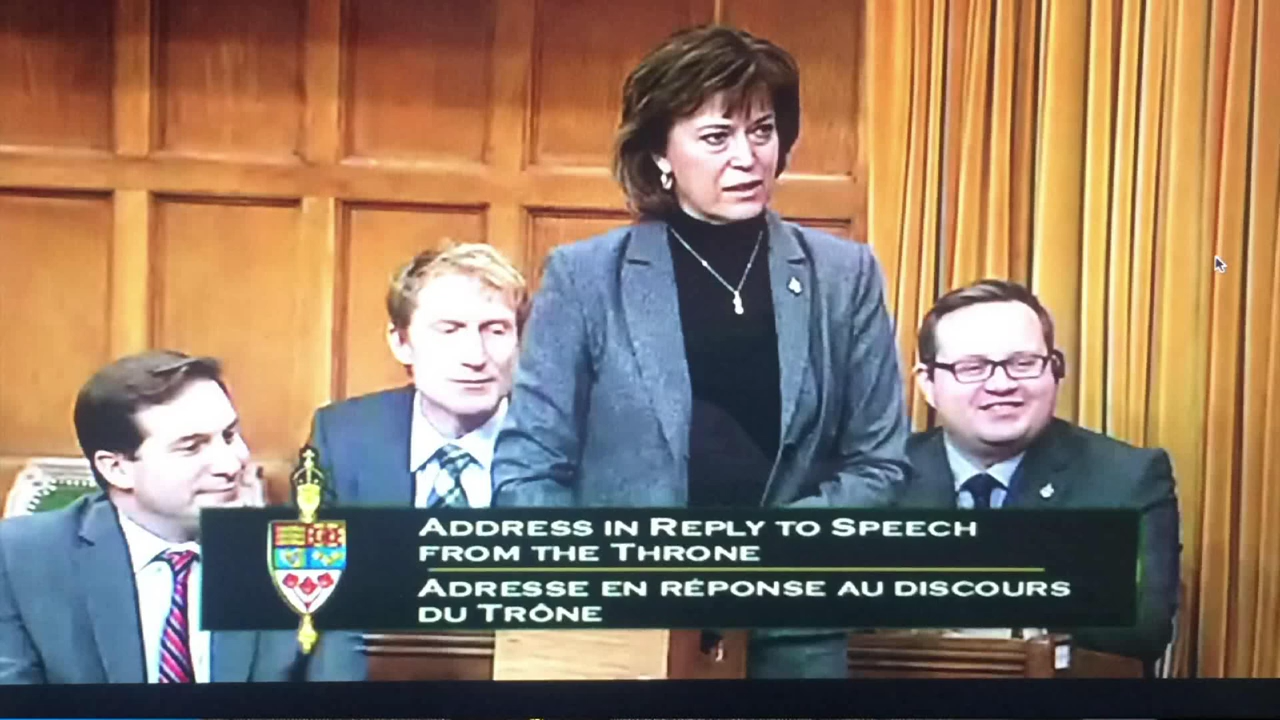 ADDRESS IN REPLY TO SPEECH
FROM THE THRONE
ADRESSE EN RÉPONSE AU DISCOURS
DU TRÔNE